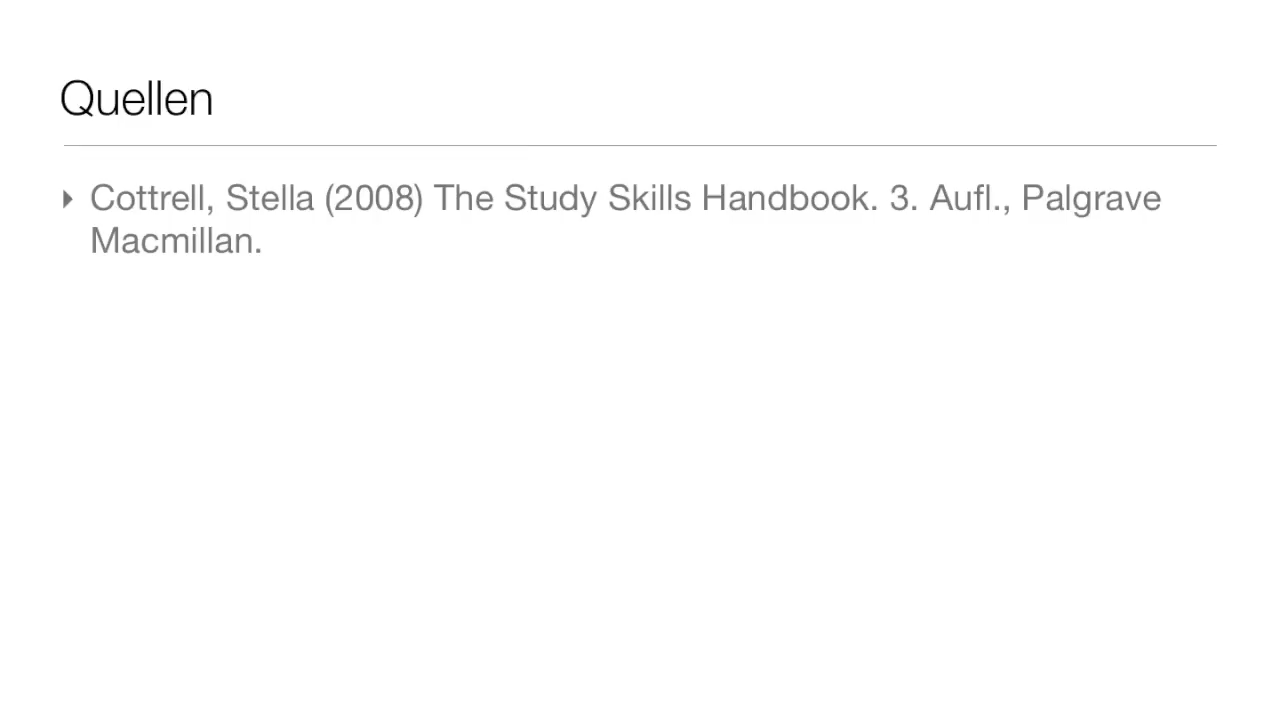 Quellen
Cottrell, Stella (2008) The Study Skills Handbook. 3. Aufl., Palgrave
Macmillan.